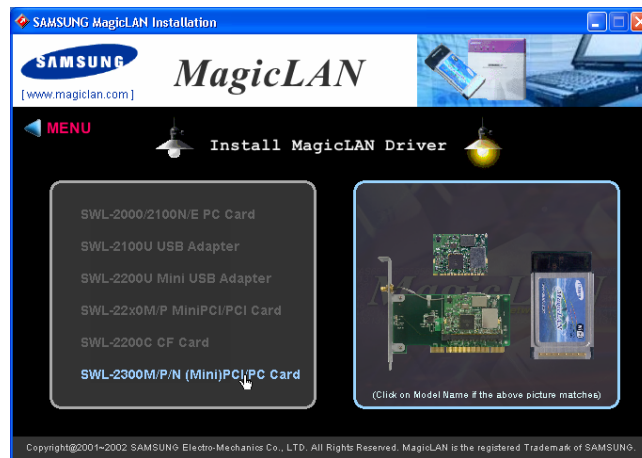 SAMSUNG MagicLAN Installation
SAMSUNG
MagicLAN
[ www.magiclan.com ]
MENU
Install MagicLAN Driver
SWL-2000/2100N/E PC Card
SWL-2100U USB Adapter
SWL-2200U Mini USB Adapter
SWL-22x0M/P MiniPCI/PCI Card
SWL-2200C CF Card
SWL-2300M/P/N (Mini)PCI/PC Card
MagicLAN
SAMSUNG
(Click on Model Name if the above picture matches)
Copyright@2001~2002 SAMSUNG Electro-Mechanics Co., LTD. All Rights Reserved. MagicLAN is the registered Trademark of SAMSUNG.